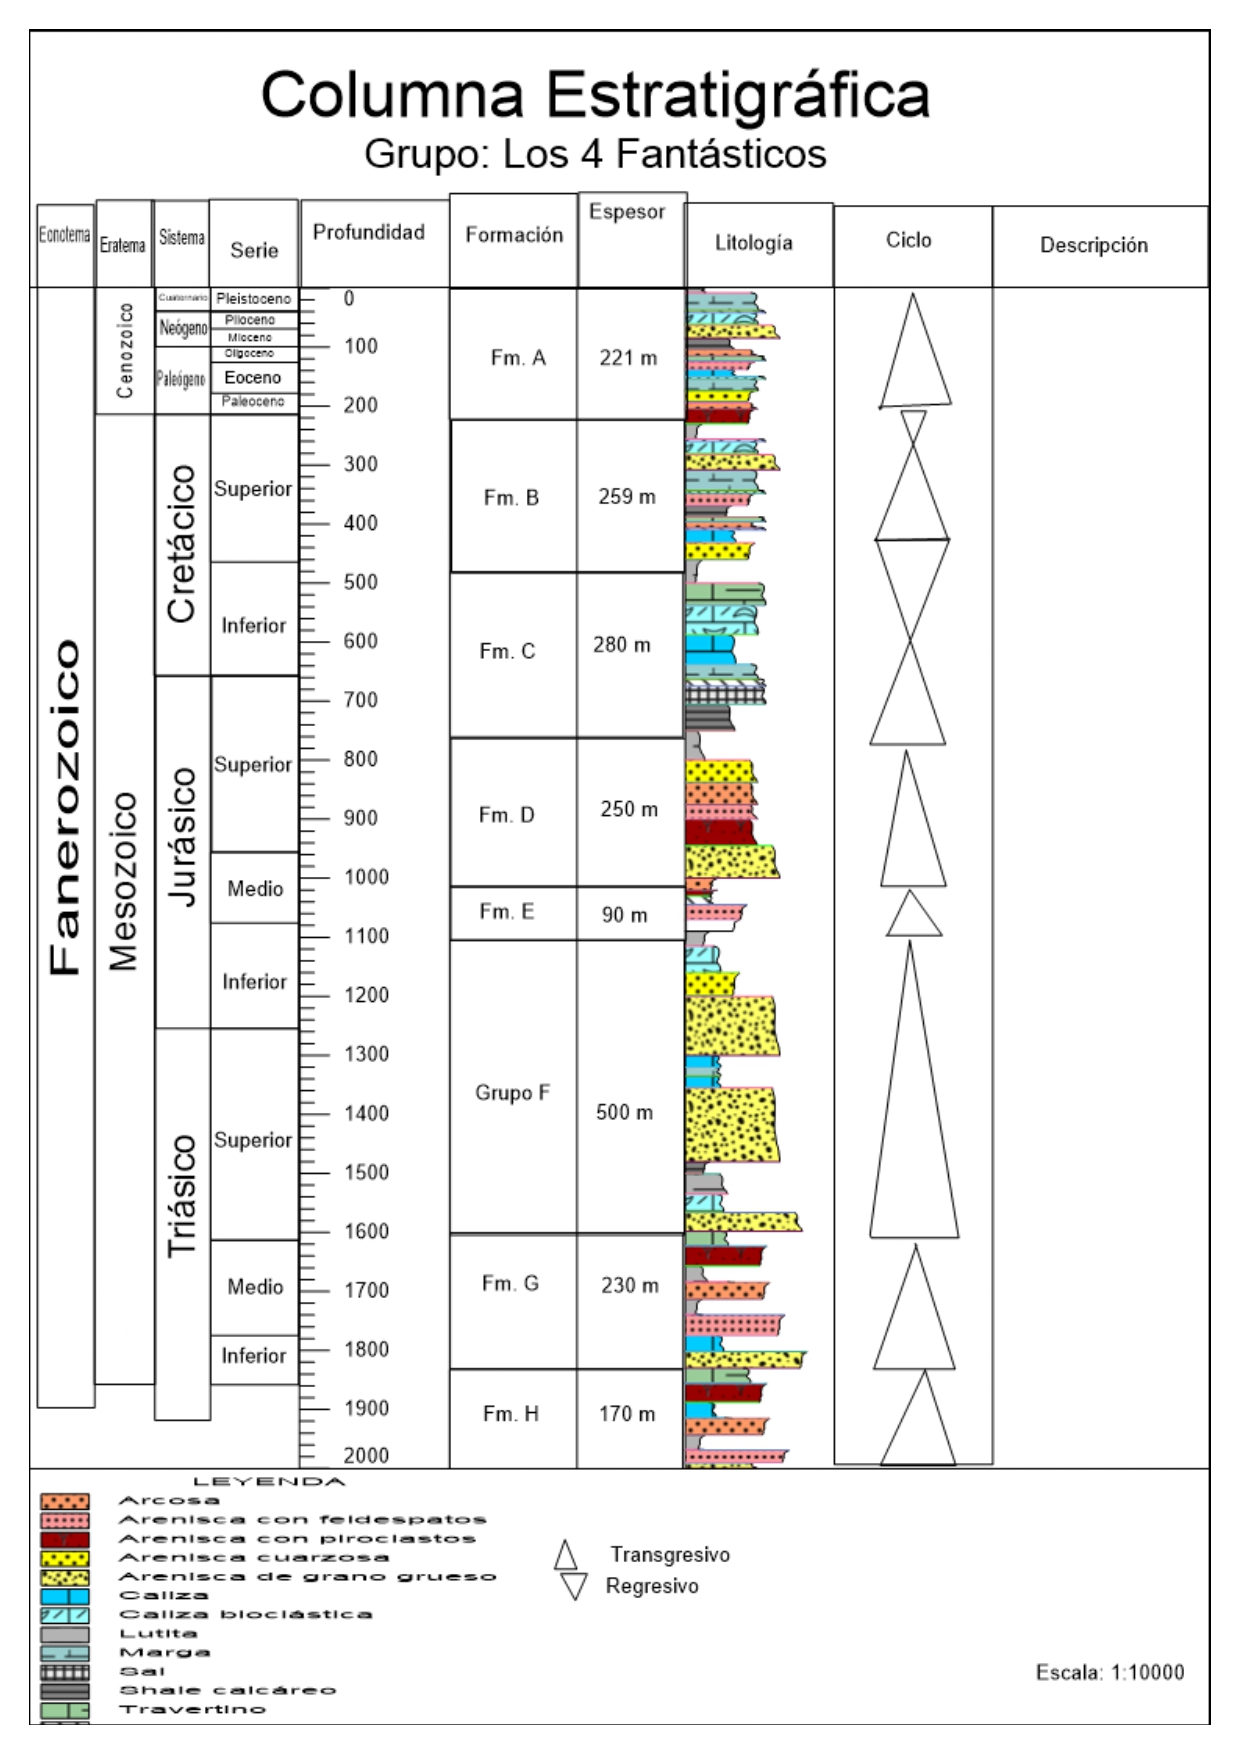 Columna Estratigráfica
Grupo: Los 4 Fantásticos
Eonotema
Eratema
Sistema
Serie
Profundidad
Formación
Espesor
Litología
Ciclo
Descripción
Fanerozoico
Cenozoico
Mesozoico
Cuaternario
Neógeno
Paleógeno
Cretácico
Jurásico
Triásico
Pleistoceno
Plioceno
Mioceno
Oligoceno
Eoceno
Paleoceno
Superior
Inferior
Superior
Medio
Inferior
Superior
Medio
Inferior
0
100
200
300
400
500
600
700
800
900
1000
1100
1200
1300
1400
1500
1600
1700
1800
1900
2000
Fm. A 221 m
Fm. B 259 m
Fm. C 280 m
Fm. D 250 m
Fm. E 90 m
Grupo F 500 m
Fm. G 230 m
Fm. H 170 m
LEYENDA
Arcosa
Arenisca con feldespatos
Arenisca con piroclastos
Arenisca cuarzosa
Arenisca de grano grueso
Caliza
Caliza bioclástica
Lutita
Marga
Sal
Shale calcáreo
Travertino
Transgresivo
Regresivo
Escala: 1:10000